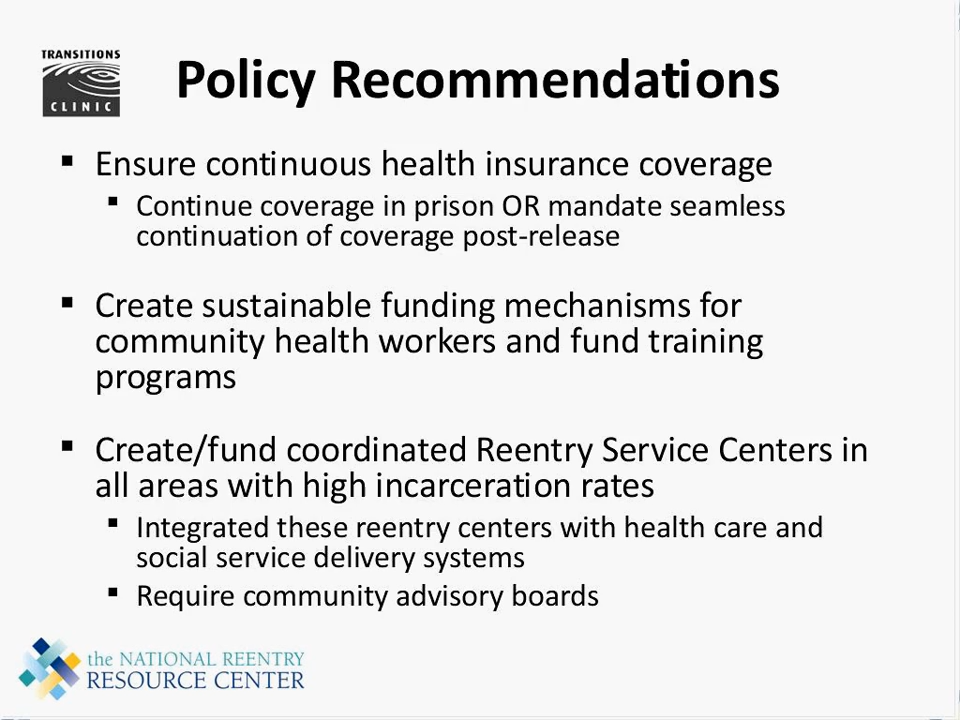 TRANSITIONS
CLINIC
Policy Recommendations
▪ Ensure continuous health insurance coverage
▪ Continue coverage in prison OR mandate seamless
continuation of coverage post-release
▪ Create sustainable funding mechanisms for
community health workers and fund training
programs
▪ Create/fund coordinated Reentry Service Centers in
all areas with high incarceration rates
▪ Integrated these reentry centers with health care and
social service delivery systems
▪ Require community advisory boards
the NATIONAL REENTRY
RESOURCE CENTER